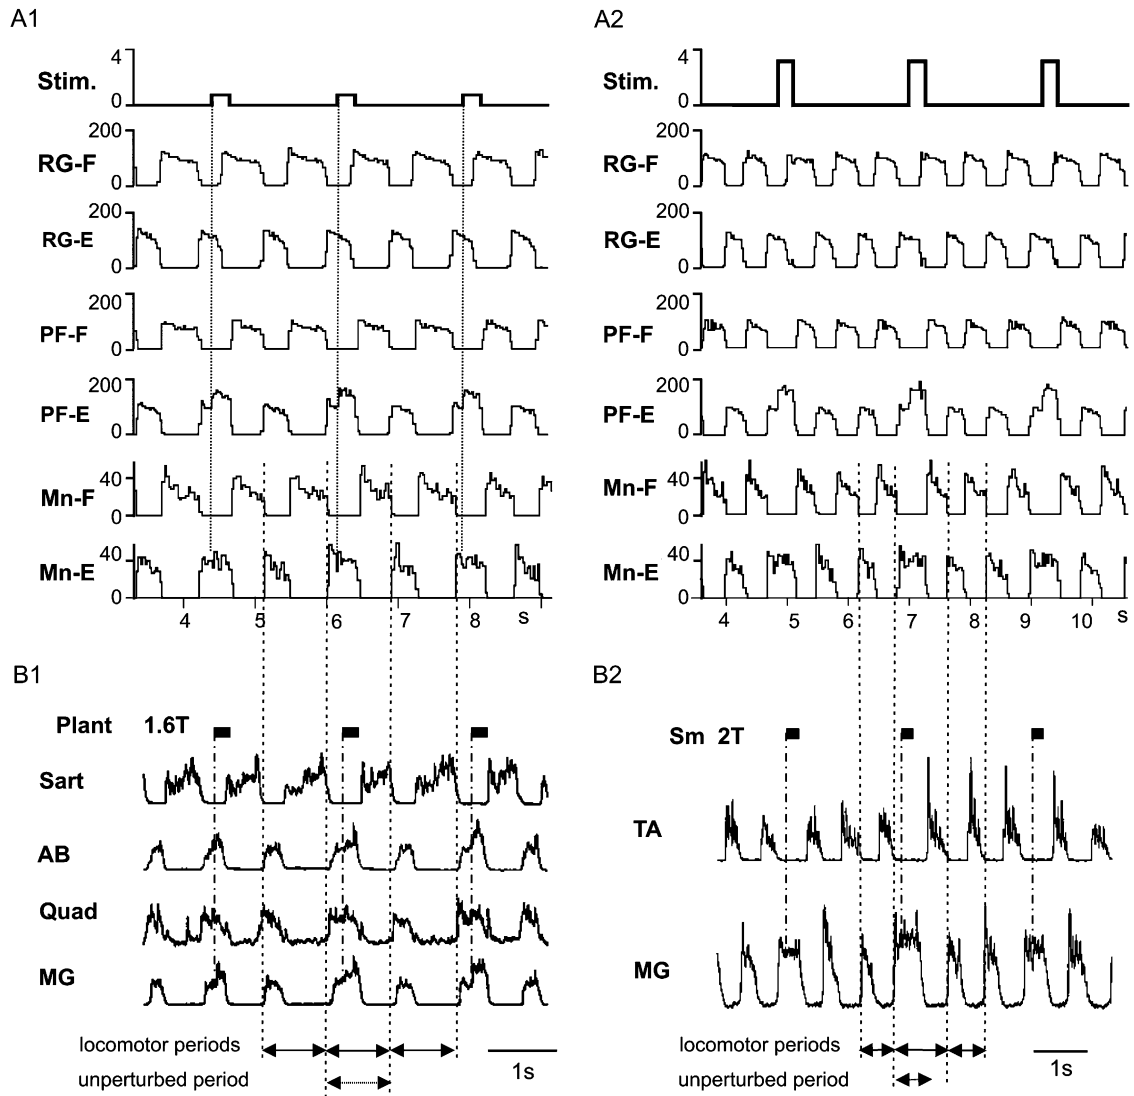 A1
4
Stim.
0
200
RG-F
0
200
RG-E
0
200
PF-F
0
200
PF-E
0
40
Mn-F
0
40
Mn-E
0
4 5 6 7 8 s
A2
4
Stim.
0
200
RG-F
0
200
RG-E
0
200
PF-F
0
200
PF-E
0
40
Mn-F
0
40
Mn-E
0
4 5 6 7 8 9 10 s
B1
Plant 1.6T
Sart
AB
Quad
MG
locomotor periods
unperturbed period
1s
B2
Sm 2T
TA
MG
locomotor periods
unperturbed period
1s